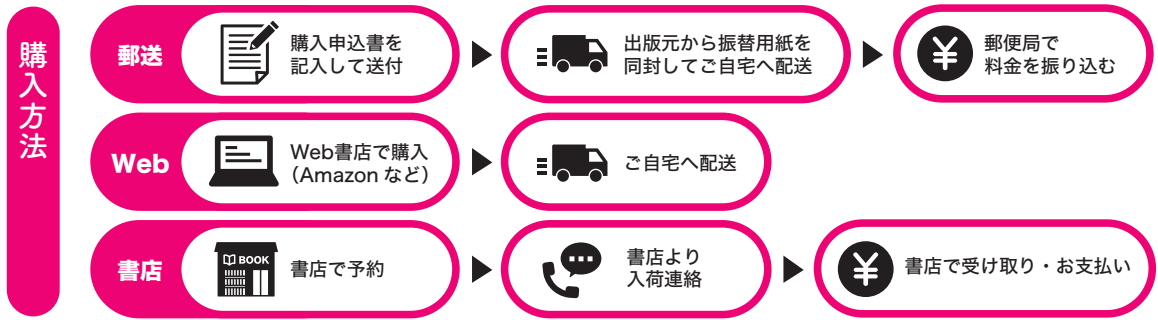 購入方法
郵送
購入申込書を
記入して送付
出版元から振替用紙を
同封してご自宅へ配送
¥
郵便局で
料金を振り込む
Web
Web書店で購入
（Amazon など）
ご自宅へ配送
書店
BOOK
書店で予約
書店より
入荷連絡
¥
書店で受け取り・お支払い